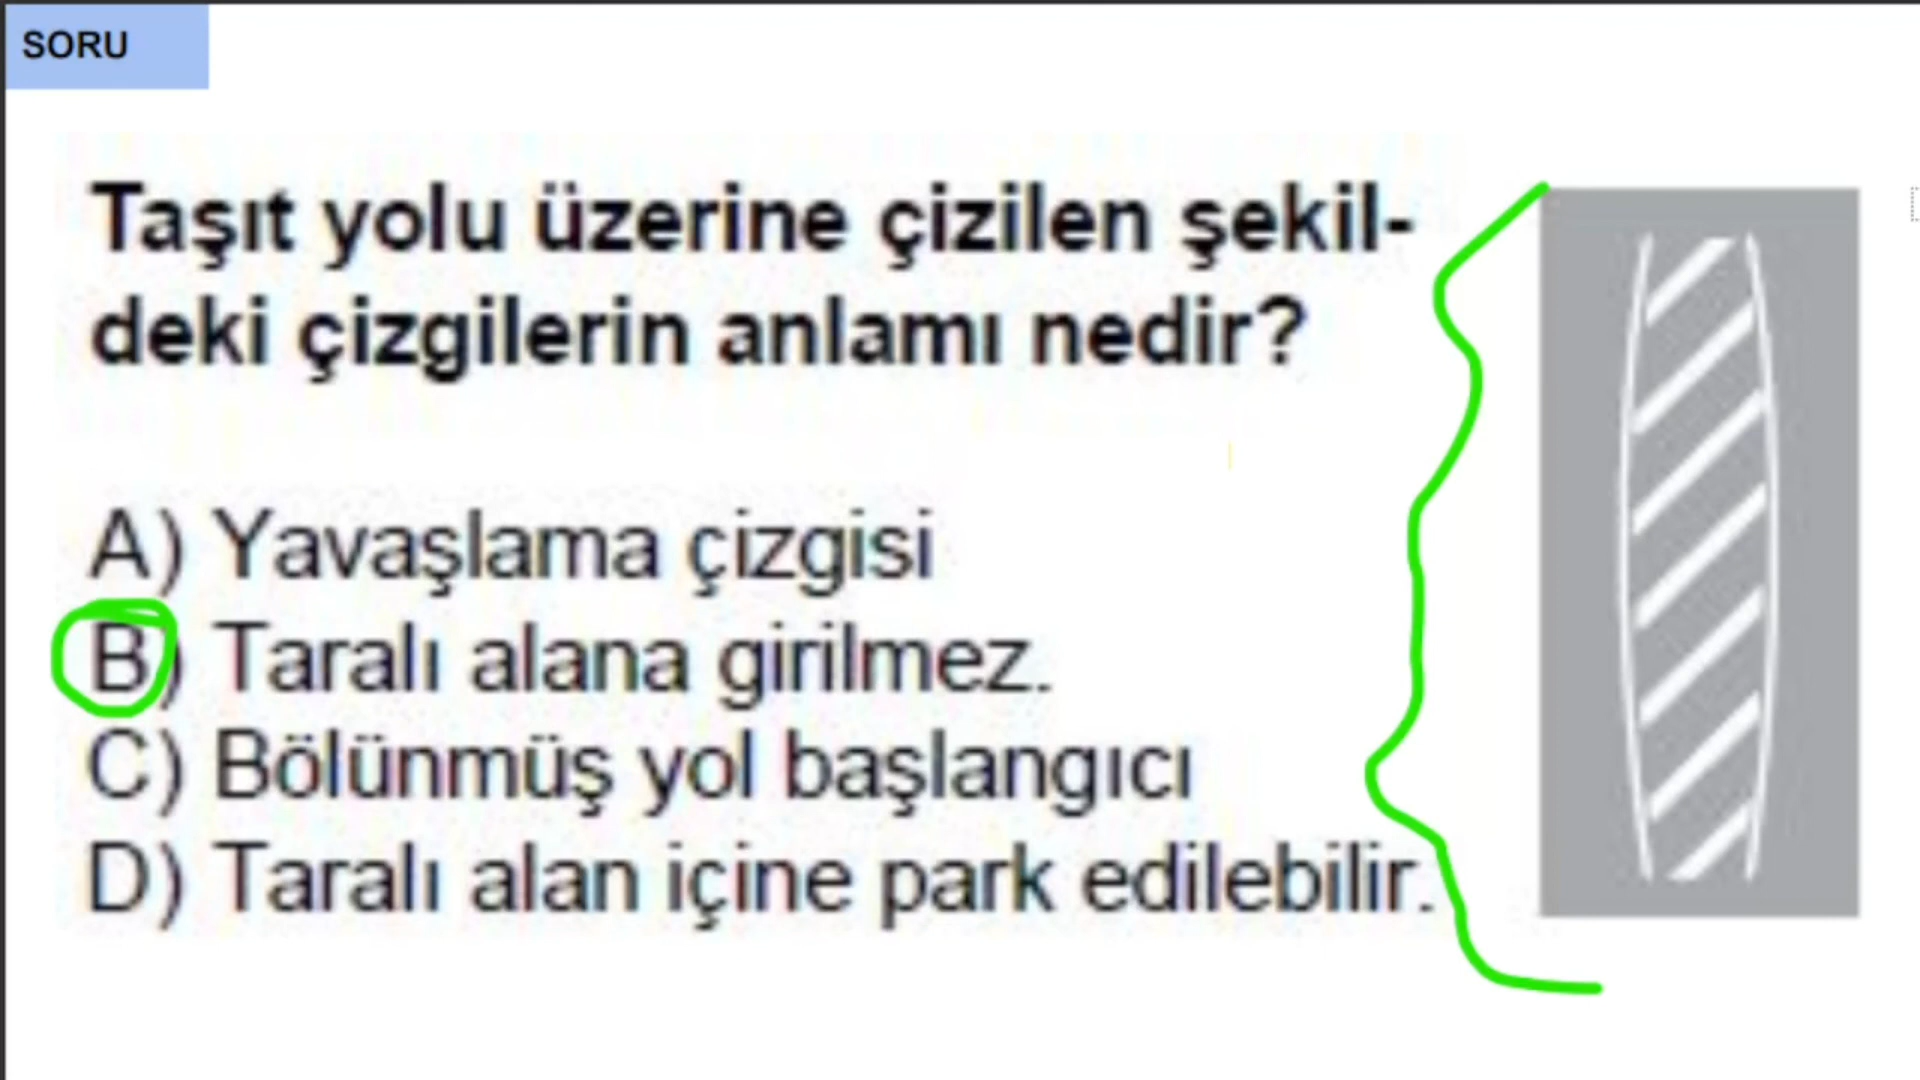 SORU
Taşıt yolu üzerine çizilen şekil-
deki çizgilerin anlamı nedir?
A) Yavaşlama çizgisi
B) Taralı alana girilmez.
C) Bölünmüş yol başlangıcı
D) Taralı alan içine park edilebilir.